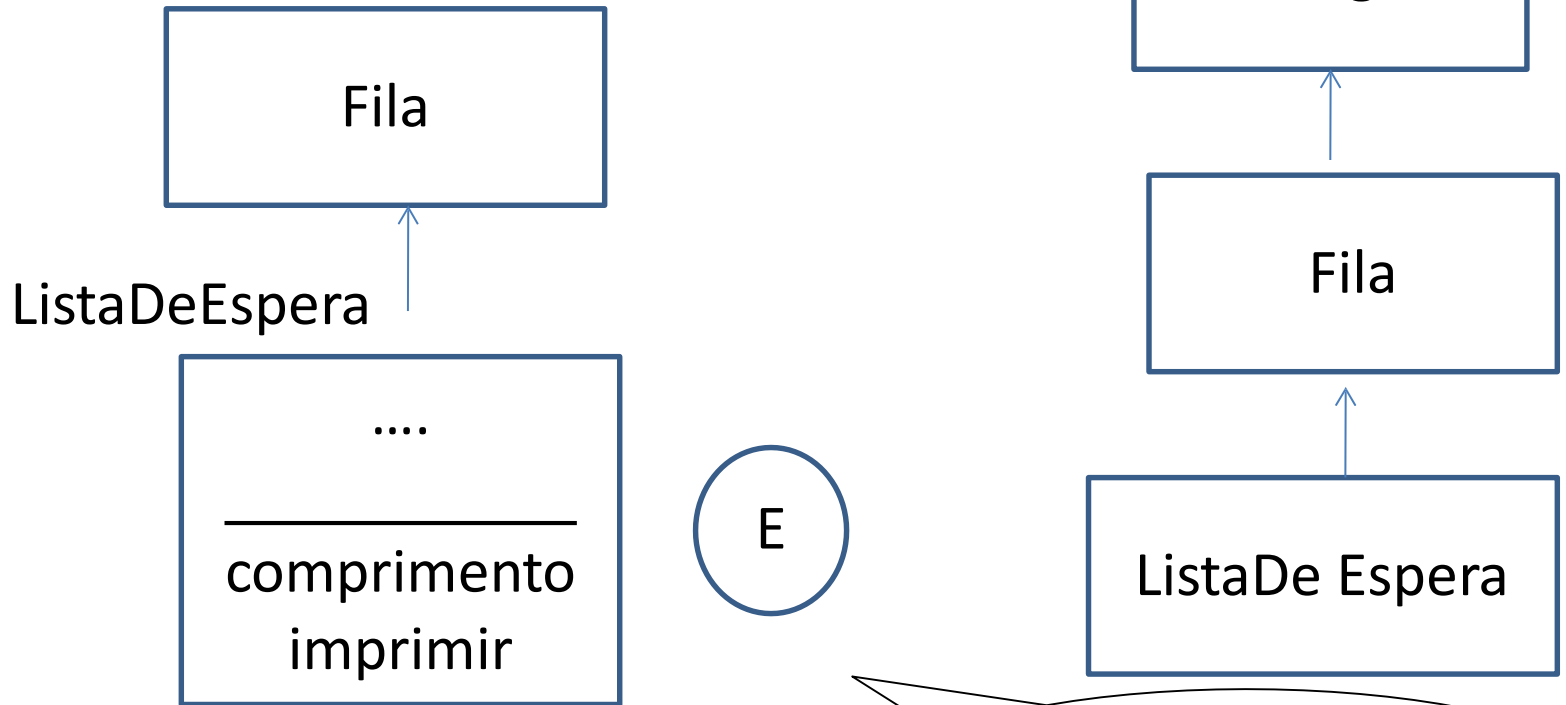 Fila
ListaDeEspera
....
comprimento
imprimir
E
Fila
ListaDe Espera